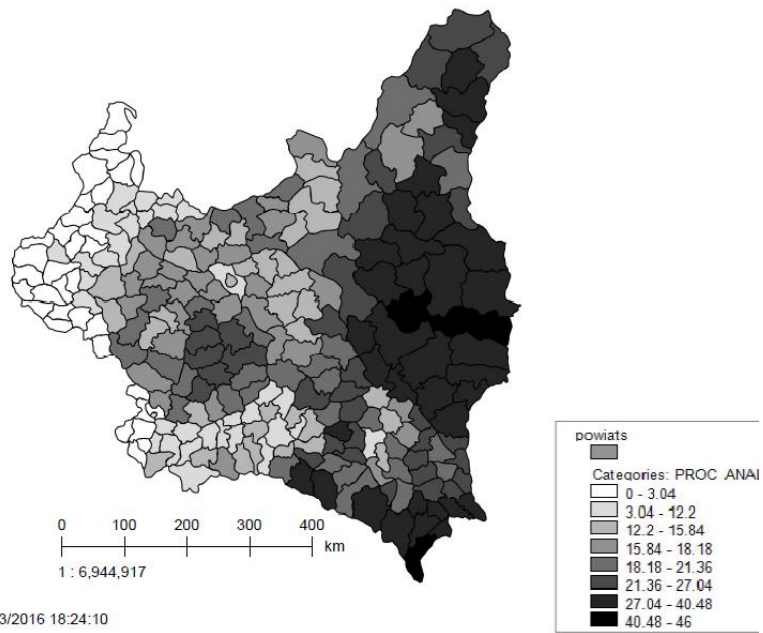 0 100 200 300 400
km
1 : 6,944,917
3/2016 18:24:10
powiats
Categories: PROC ANAL
0 - 3.04
3.04 - 12.2
12.2 - 15.84
15.84 - 18.18
18.18 - 21.36
21.36 - 27.04
27.04 - 40.48
40.48 - 46